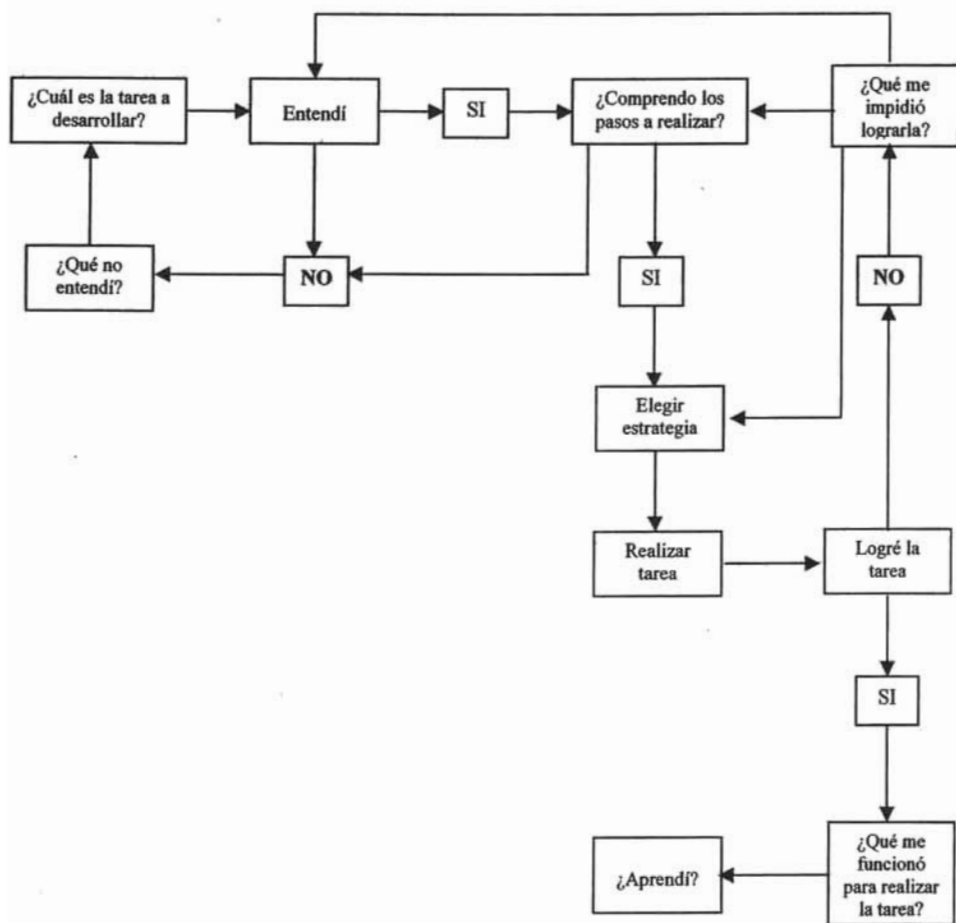 ¿Cuál es la tarea a
desarrollar?
Entendí
SI
¿Comprendo los
pasos a realizar?
¿Qué me
impidió
lograrla?
¿Qué no
entendí?
NO
SI
NO
Elegir
estrategia
Realizar
tarea
Logré la
tarea
SI
¿Aprendí?
¿Qué me
funcionó
para realizar
la tarea?